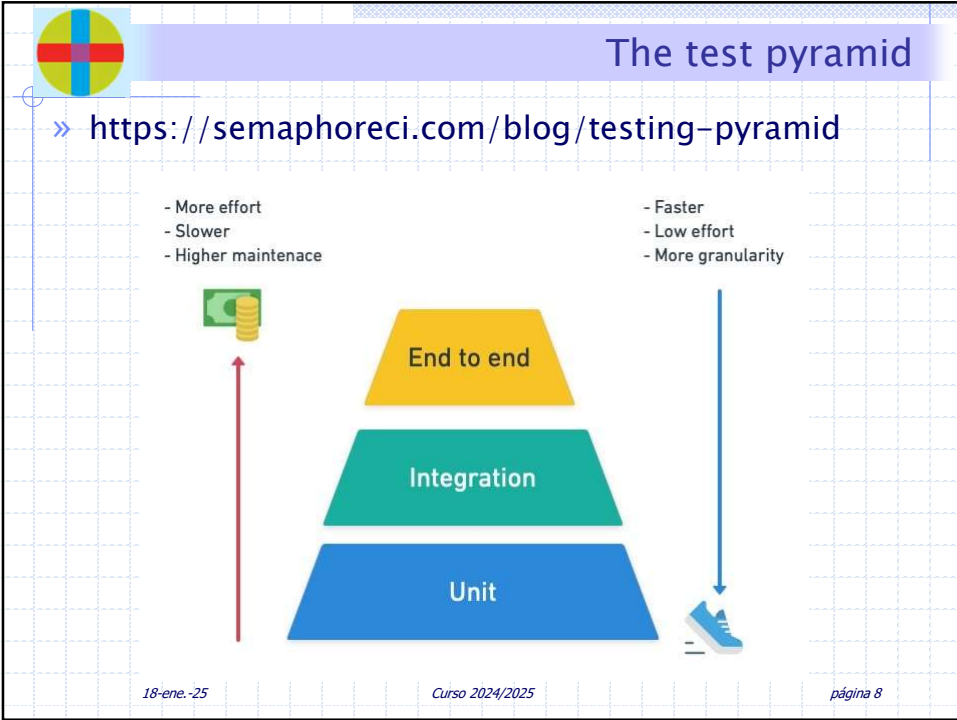 The test pyramid
» https://semaphoreci.com/blog/testing-pyramid
- More effort
- Slower
- Higher maintenace
- Faster
- Low effort
- More granularity
End to end
Integration
Unit
18-ene.-25
Curso 2024/2025
página 8